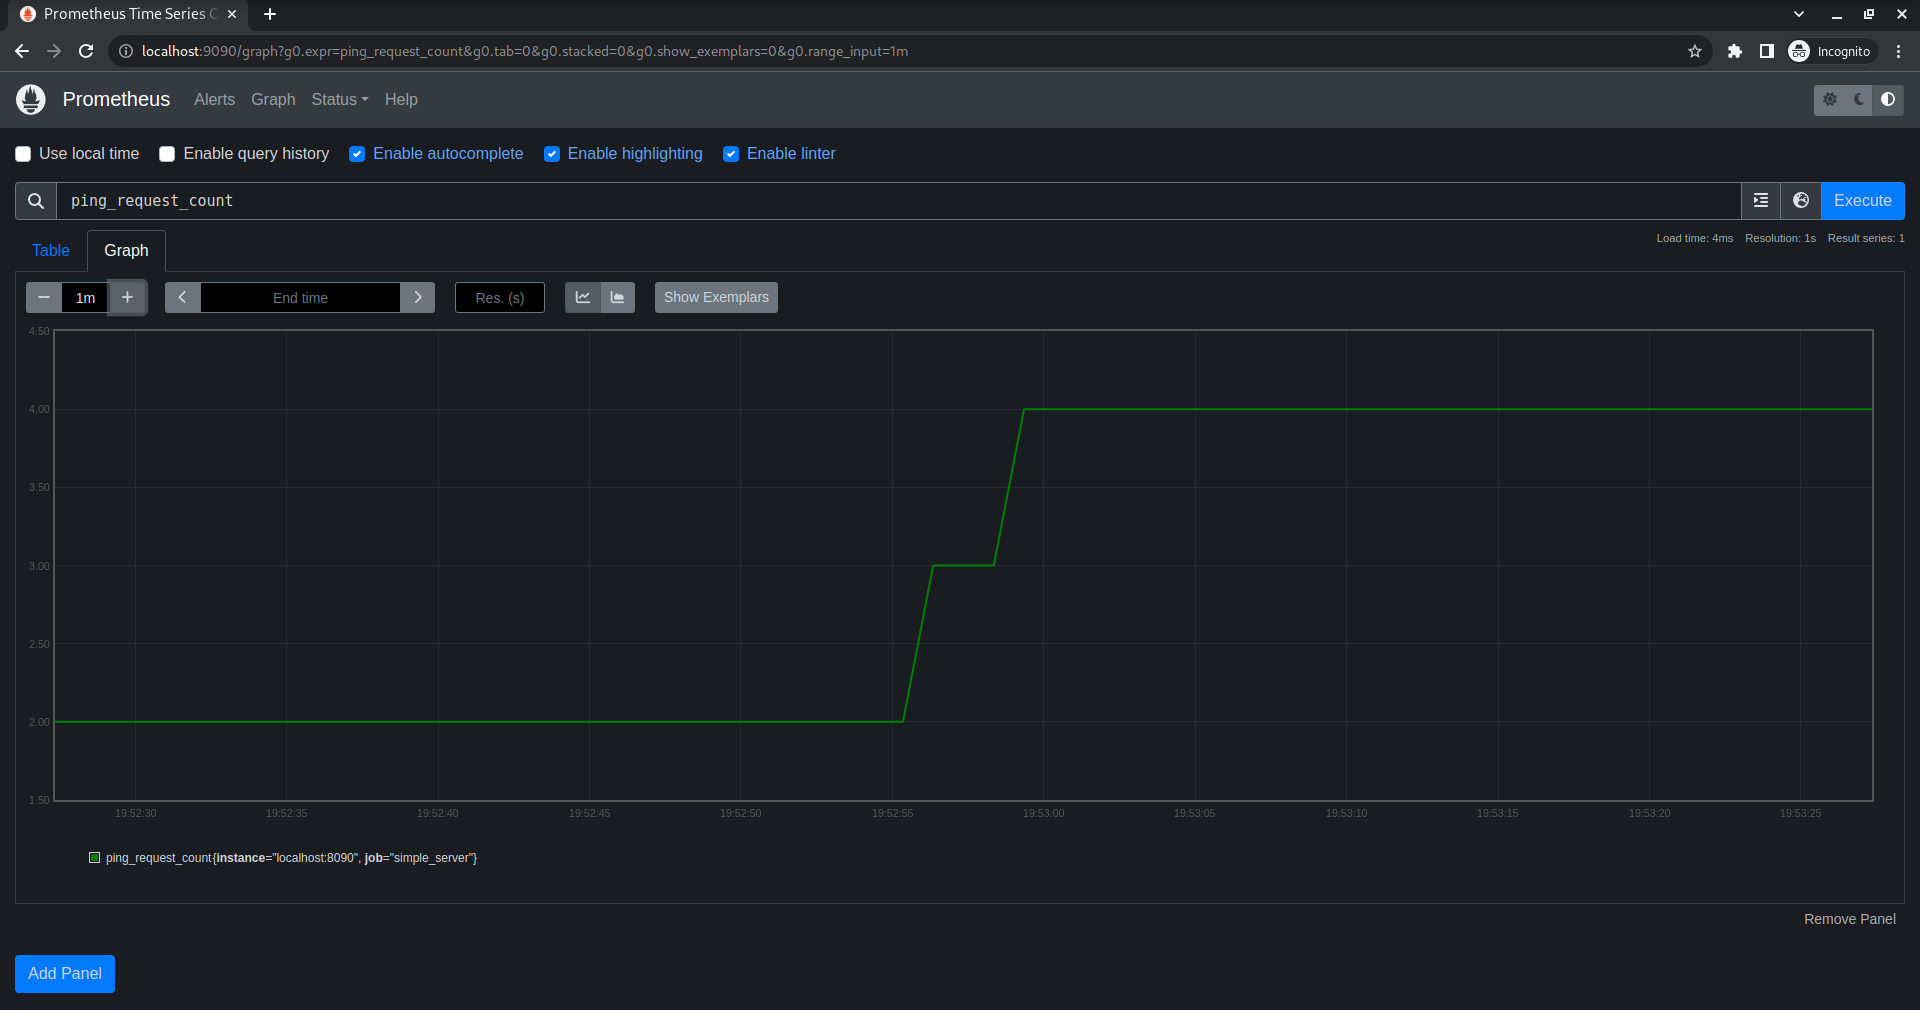 Prometheus Time Series C
localhost:9090/graph?g0.expr=ping_request_count&g0.tab=0&g0.stacked=0&g0.show_exemplars=0&g0.range_input=1m
Incognito
Prometheus Alerts Graph Status Help
Use local time Enable query history Enable autocomplete Enable highlighting Enable linter
ping_request_count Execute
Table Graph Load time: 4ms Resolution: 1s Result series: 1
1m End time Res. (s) Show Exemplars
4.50
4.00
3.50
3.00
2.50
2.00
1.50
19:52:30 19:52:35 19:52:40 19:52:45 19:52:50 19:52:55 19:53:00 19:53:05 19:53:10 19:53:15 19:53:20 19:53:25
ping_request_count{instance="localhost:8090", job="simple_server"}
Remove Panel
Add Panel